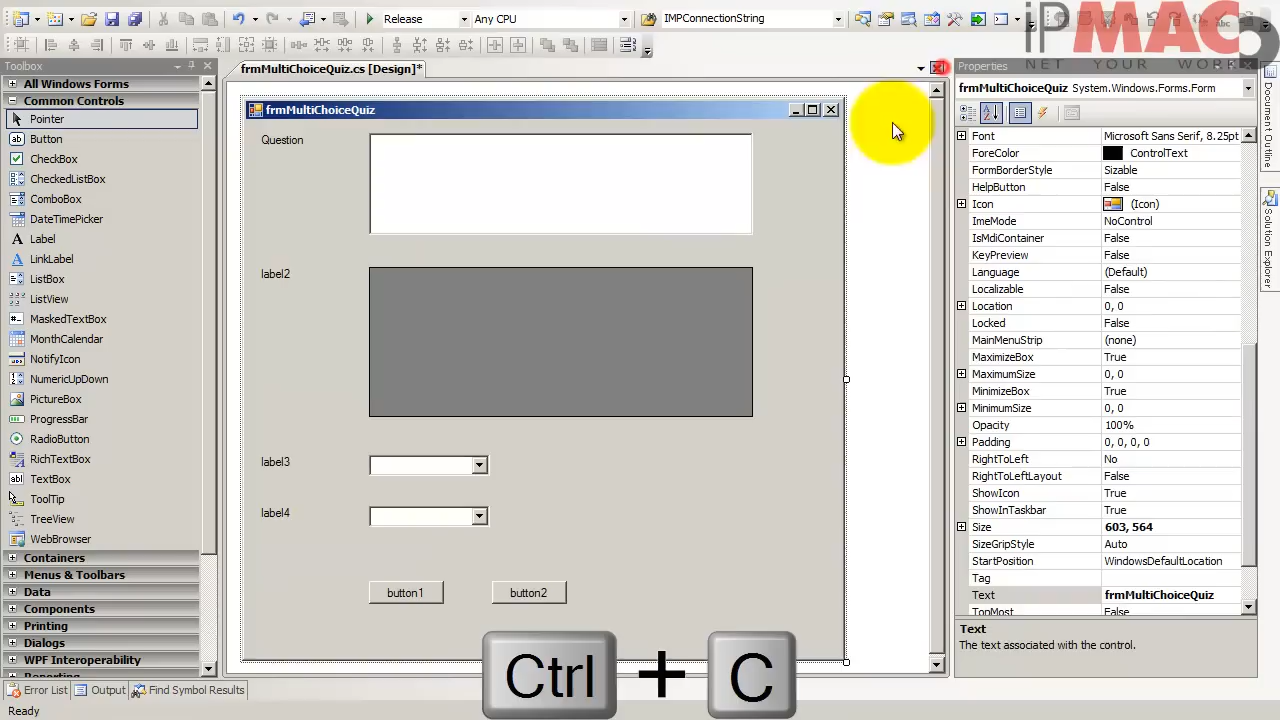 Release
Any CPU
IMPConnectionString
iPMAC
NET YOUR WORK
Toolbox
frmMultiChoiceQuiz.cs [Design]*
Properties
All Windows Forms
Common Controls
Pointer
Button
CheckBox
CheckedListBox
ComboBox
DateTimePicker
Label
LinkLabel
ListBox
ListView
MaskedTextBox
MonthCalendar
NotifyIcon
NumericUpDown
PictureBox
ProgressBar
RadioButton
RichTextBox
TextBox
ToolTip
TreeView
WebBrowser
Containers
Menus & Toolbars
Data
Components
Printing
Dialogs
WPF Interoperability
Reporting
frmMultiChoiceQuiz
Question
label2
label3
label4
button1 button2
Ctrl + C
frmMultiChoiceQuiz System.Windows.Forms.Form
Font Microsoft Sans Serif, 8.25pt
ForeColor ControlText
FormBorderStyle Sizable
HelpButton False
Icon (Icon)
ImeMode NoControl
IsMdiContainer False
KeyPreview False
Language (Default)
Localizable False
Location 0, 0
Locked False
MainMenuStrip (none)
MaximizeBox True
MaximumSize 0, 0
MinimizeBox True
MinimumSize 0, 0
Opacity 100%
Padding 0, 0, 0, 0
RightToLeft No
RightToLeftLayout False
ShowIcon True
ShowInTaskbar True
Size 603, 564
SizeGripStyle Auto
StartPosition WindowsDefaultLocation
Tag
Text frmMultiChoiceQuiz
TopMost False
Text
The text associated with the control.
Document Outline
Solution Explorer
Error List Output Find Symbol Results
Ready